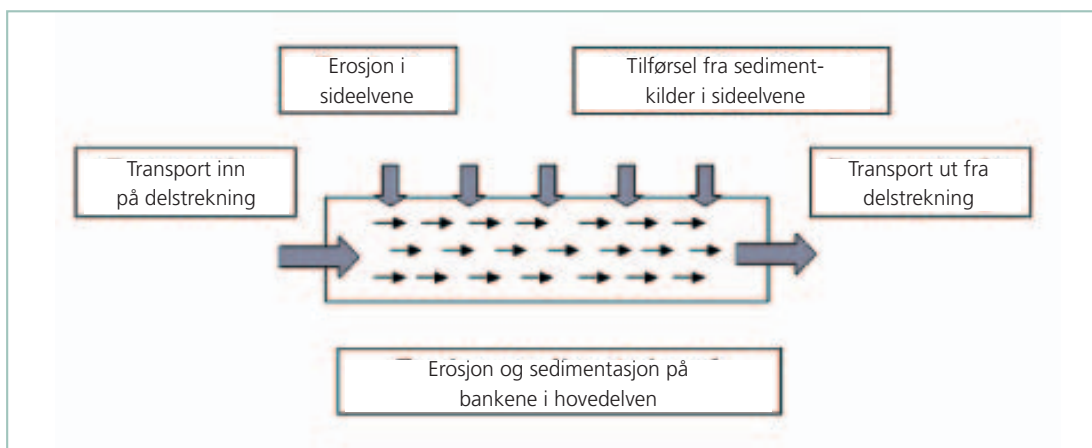 Erosjon i
sideelvene
Tilførsel fra sediment-
kilder i sideelvene
Transport inn
på delstrekning
Transport ut fra
delstrekning
Erosjon og sedimentasjon på
bankene i hovedelven